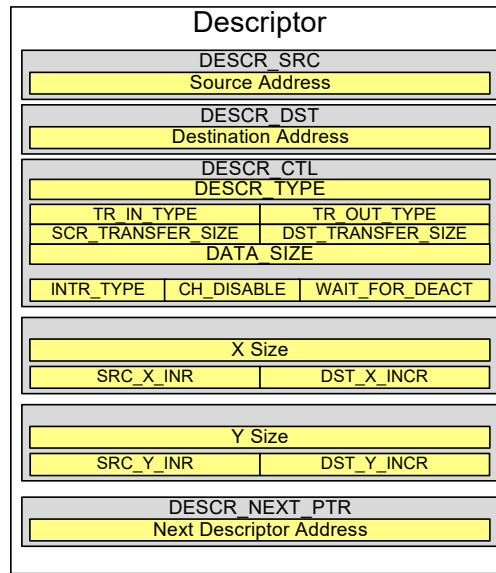 Descriptor
DESCR_SRC
Source Address
DESCR_DST
Destination Address
DESCR_CTL
DESCR_TYPE
TR_IN_TYPE TR_OUT_TYPE
SCR_TRANSFER_SIZE DST_TRANSFER_SIZE
DATA_SIZE
INTR_TYPE CH_DISABLE WAIT_FOR_DEACT
X Size
SRC_X_INR DST_X_INCR
Y Size
SRC_Y_INR DST_Y_INCR
DESCR_NEXT_PTR
Next Descriptor Address